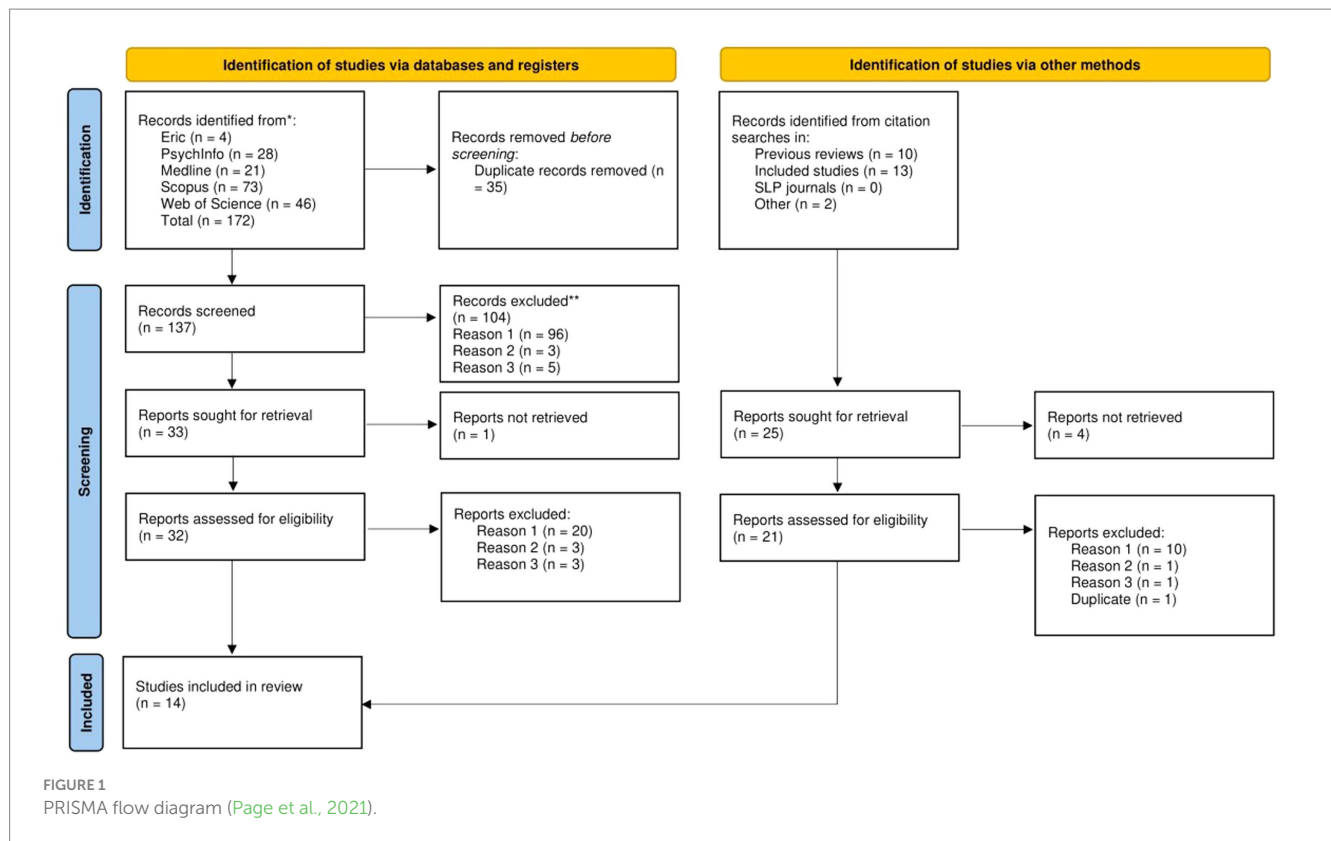 Identification of studies via databases and registers
Identification of studies via other methods
Identification
Records identified from*:
Eric (n = 4)
PsychInfo (n = 28)
Medline (n = 21)
Scopus (n = 73)
Web of Science (n = 46)
Total (n = 172)
Records removed before
screening:
Duplicate records removed (n
= 35)
Records identified from citation
searches in:
Previous reviews (n = 10)
Included studies (n = 13)
SLP journals (n = 0)
Other (n = 2)
Screening
Records screened
(n = 137)
Records excluded**
(n = 104)
Reason 1 (n = 96)
Reason 2 (n = 3)
Reason 3 (n = 5)
Reports sought for retrieval
(n = 33)
Reports not retrieved
(n = 1)
Reports sought for retrieval
(n = 25)
Reports not retrieved
(n = 4)
Reports assessed for eligibility
(n = 32)
Reports excluded:
Reason 1 (n = 20)
Reason 2 (n = 3)
Reason 3 (n = 3)
Reports assessed for eligibility
(n = 21)
Reports excluded:
Reason 1 (n = 10)
Reason 2 (n = 1)
Reason 3 (n = 1)
Duplicate (n = 1)
Included
Studies included in review
(n = 14)
FIGURE 1
PRISMA flow diagram (Page et al., 2021).